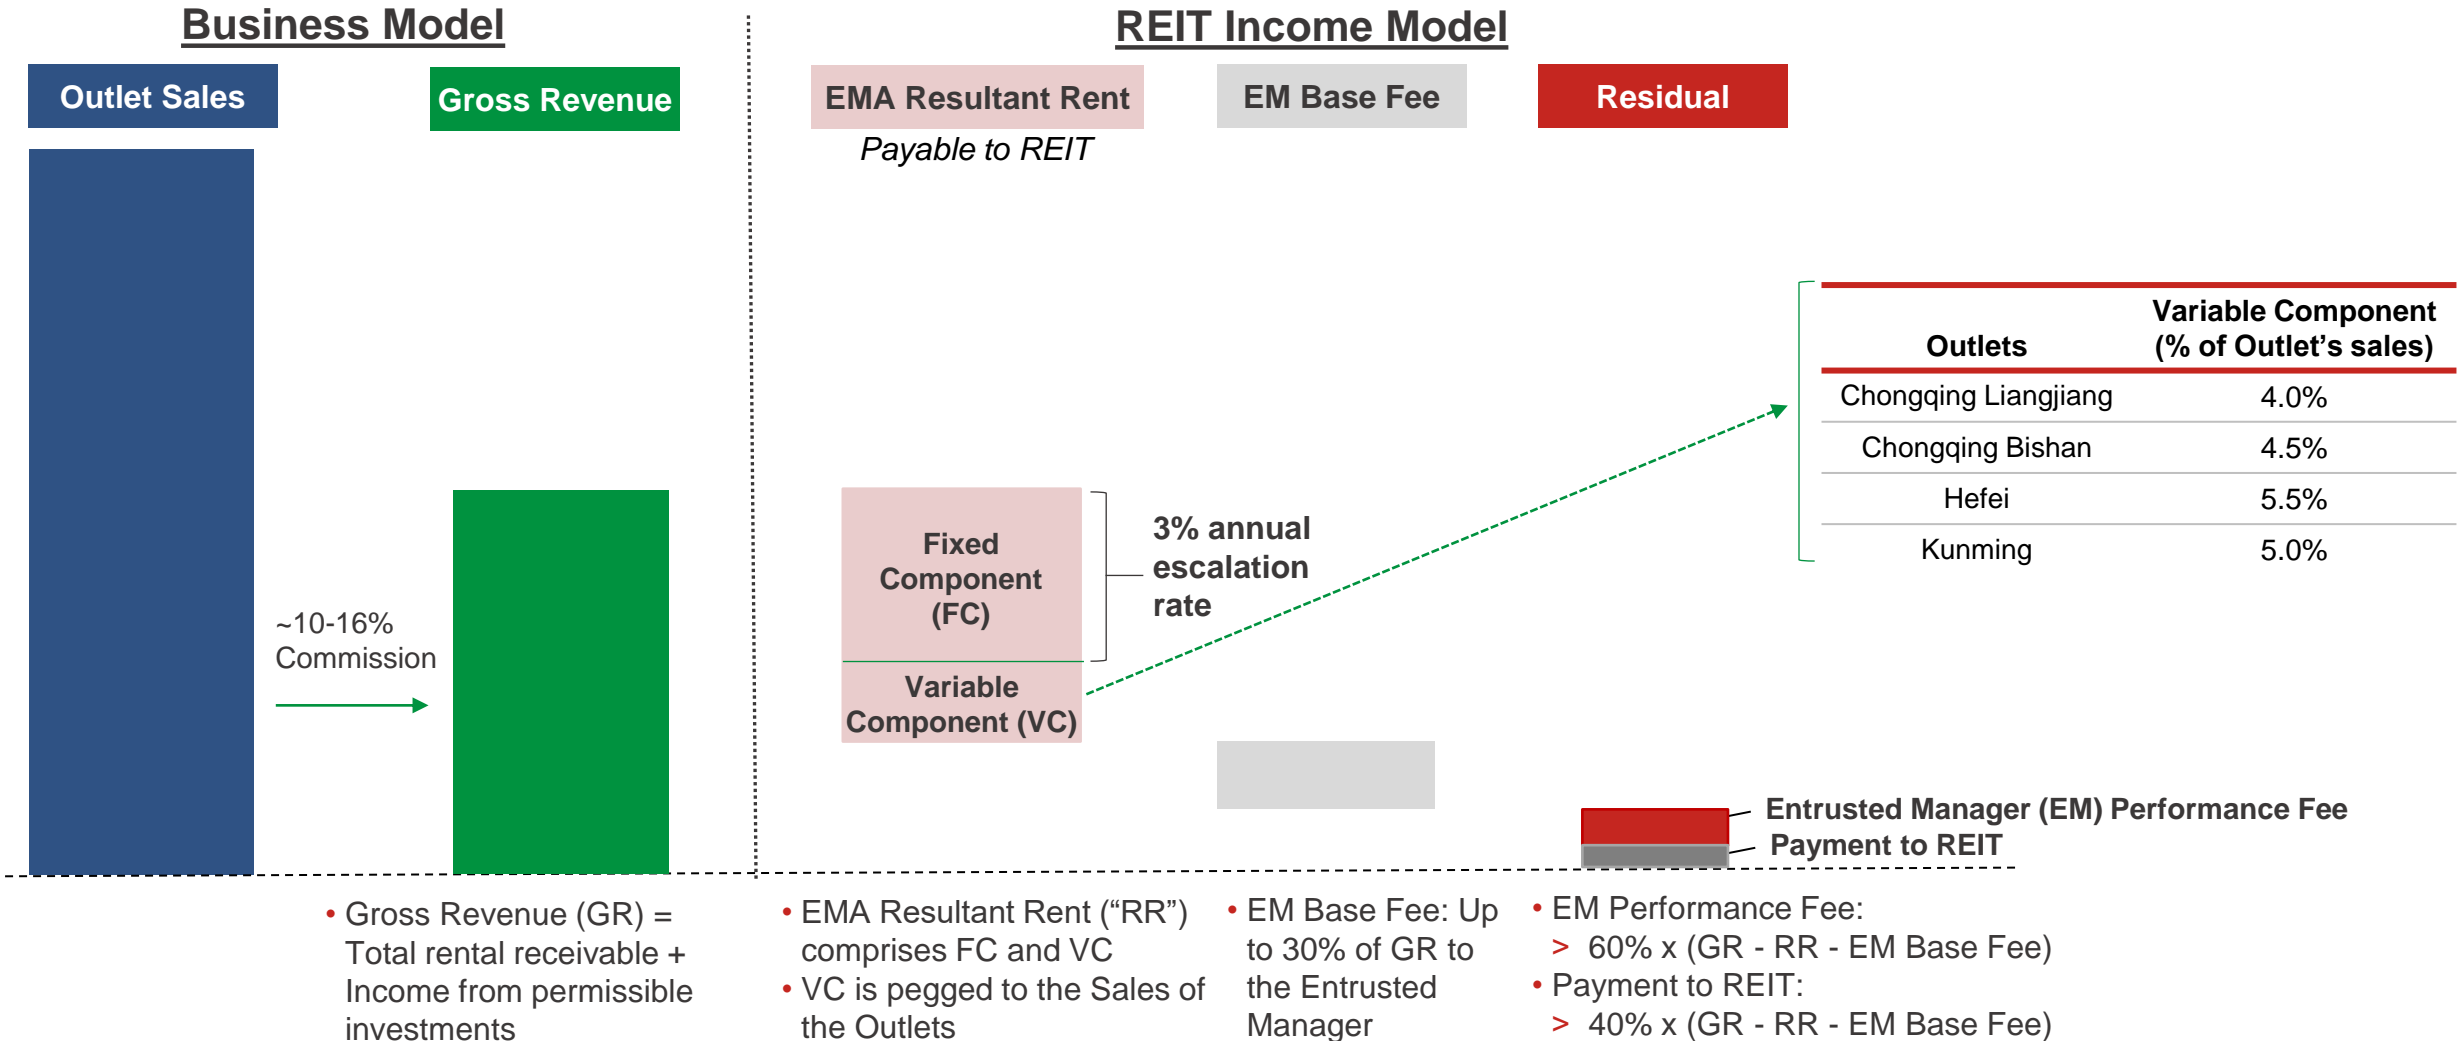 Business Model
REIT Income Model
Outlet Sales
Gross Revenue
EMA Resultant Rent
EM Base Fee
Residual
Payable to REIT
Outlets
Variable Component
(% of Outlet’s sales)
Chongqing Liangjiang 4.0%
Chongqing Bishan 4.5%
Hefei 5.5%
Kunming 5.0%
~10-16%
Commission
Fixed
Component
(FC)
3% annual
escalation
rate
Variable
Component (VC)
Entrusted Manager (EM) Performance Fee
Payment to REIT
• Gross Revenue (GR) =
Total rental receivable +
Income from permissible
investments
• EMA Resultant Rent (“RR”)
comprises FC and VC
• VC is pegged to the Sales of
the Outlets
• EM Base Fee: Up
to 30% of GR to
the Entrusted
Manager
• EM Performance Fee:
> 60% x (GR - RR - EM Base Fee)
• Payment to REIT:
> 40% x (GR - RR - EM Base Fee)